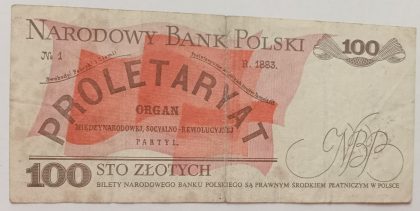 NARODOWY BANK POLSKI
100
№ 1
R. 1883.
PROLETARYAT
ORGAN
MIĘDZYNARODOWEJ, SOCYALNO-REWOLUCYJNEJ
PARTYI.
NBP
100 STO ZŁOTYCH
BILETY NARODOWEGO BANKU POLSKIEGO SĄ PRAWNYM ŚRODKIEM PŁATNICZYM W POLSCE